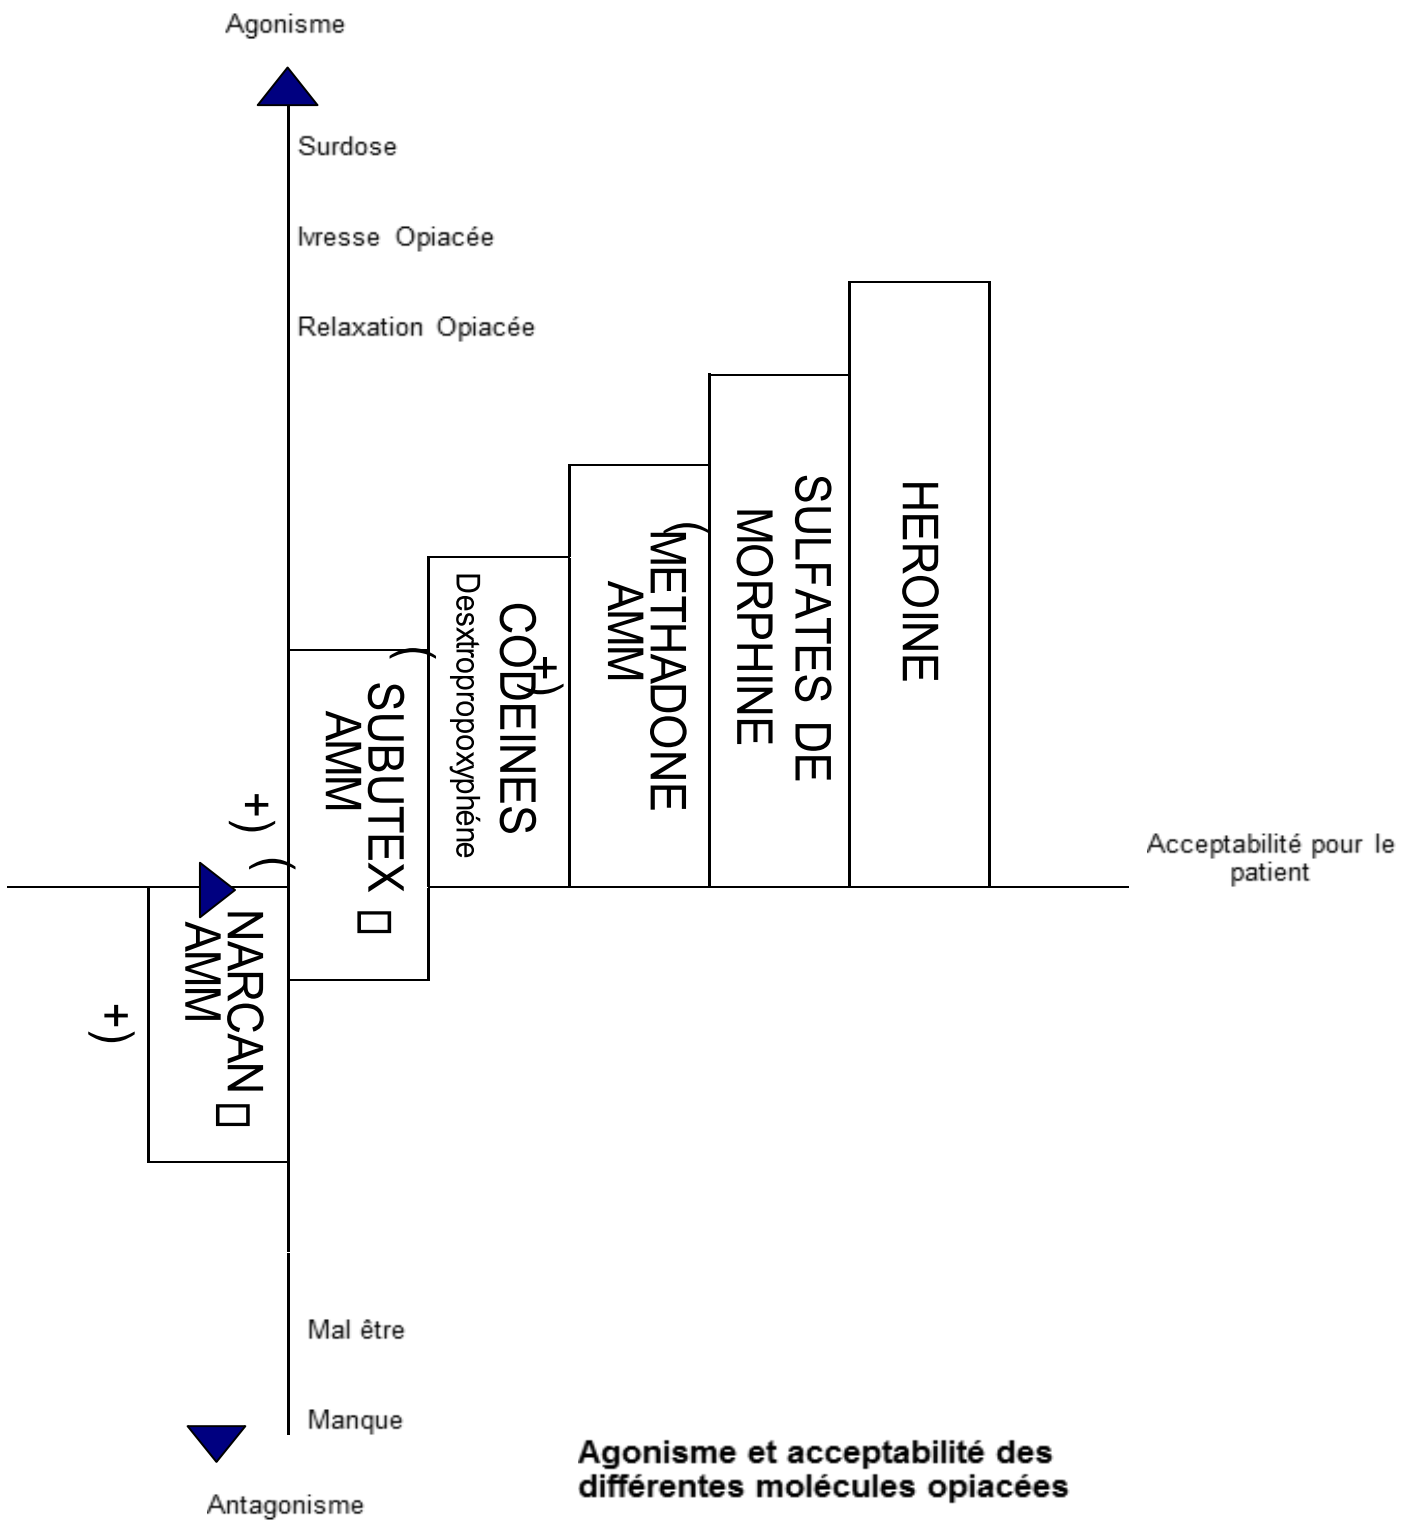 Agonisme
Surdose
Ivresse Opiacée
Relaxation Opiacée
HEROINE
SULFATES DE
MORPHINE
METHADONE (
AMM
+)
CODEINES
Desxtropropoxyphéne
SUBUTEX (
AMM
+)
NARCAN (
AMM
+)
Acceptabilité pour le
patient
Mal être
Manque
Antagonisme
Agonisme et acceptabilité des
différentes molécules opiacées